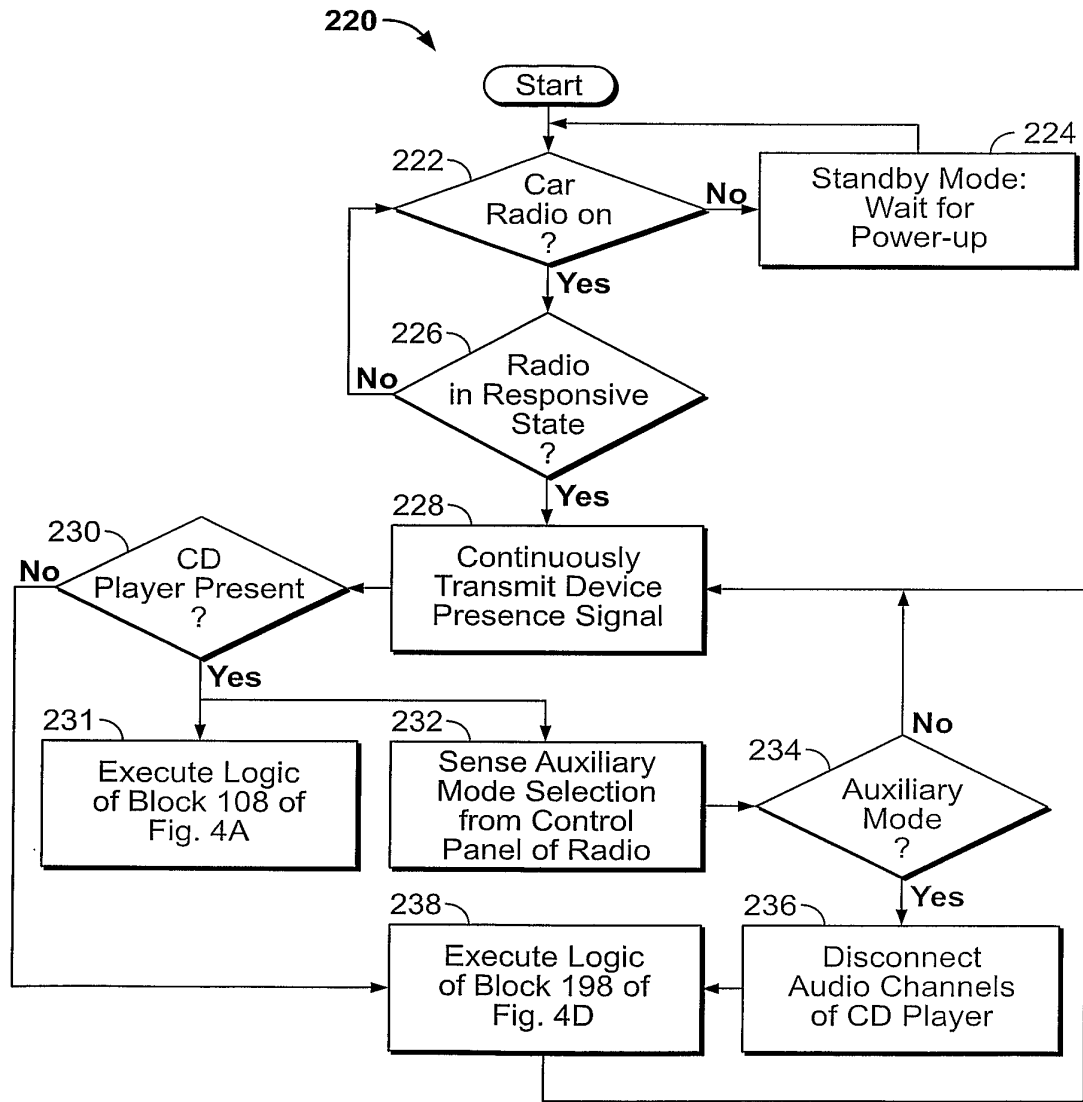 220
Start
222
Car
Radio on
?
No
224
Standby Mode:
Wait for
Power-up
Yes
226
Radio
in Responsive
State
?
No
Yes
228
Continuously
Transmit Device
Presence Signal
230
CD
Player Present
?
No
Yes
231
Execute Logic
of Block 108 of
Fig. 4A
232
Sense Auxiliary
Mode Selection
from Control
Panel of Radio
234
Auxiliary
Mode
?
No
Yes
236
Disconnect
Audio Channels
of CD Player
238
Execute Logic
of Block 198 of
Fig. 4D